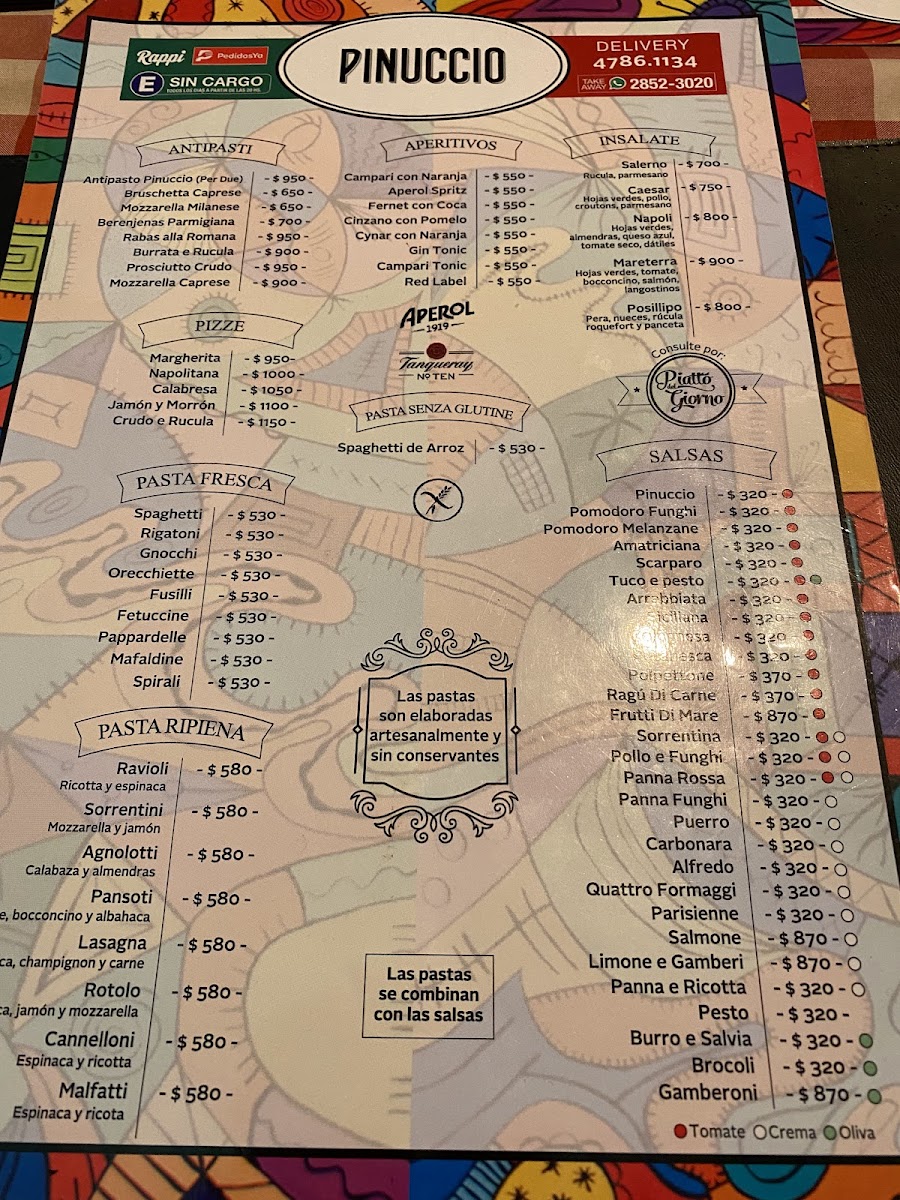 Rappi PedidosYa
E SIN CARGO
TODOS LOS DIAS A PARTIR DE LAS 20 HS.
PINUCCIO
DELIVERY
4786.1134
TAKE AWAY 2852-3020
ANTIPASTI
Antipasto Pinuccio (Per Due) - $ 950 -
Bruschetta Caprese - $ 650 -
Mozzarella Milanese - $ 650 -
Berenjenas Parmigiana - $ 700 -
Rabas alla Romana - $ 950 -
Burrata e Rucula - $ 900 -
Prosciutto Crudo - $ 950 -
Mozzarella Caprese - $ 900 -
PIZZE
Margherita - $ 950-
Napolitana - $ 1000 -
Calabresa - $ 1050 -
Jamón y Morrón - $ 1100 -
Crudo e Rucula - $ 1150 -
PASTA FRESCA
Spaghetti - $ 530 -
Rigatoni - $ 530 -
Gnocchi - $ 530 -
Orecchiette - $ 530 -
Fusilli - $ 530 -
Fetuccine - $ 530 -
Pappardelle - $ 530 -
Mafaldine - $ 530 -
Spirali - $ 530 -
PASTA RIPIENA
Ravioli - $ 580 -
Ricotta y espinaca
Sorrentini - $ 580 -
Mozzarella y jamón
Agnolotti - $ 580 -
Calabaza y almendras
Pansoti - $ 580 -
, bocconcino y albahaca
Lasagna - $ 580 -
, champignon y carne
Rotolo - $ 580 -
, jamón y mozzarella
Cannelloni - $ 580 -
Espinaca y ricotta
Malfatti - $ 580 -
Espinaca y ricota
APERITIVOS
Campari con Naranja - $ 550 -
Aperol Spritz - $ 550 -
Fernet con Coca - $ 550 -
Cinzano con Pomelo - $ 550 -
Cynar con Naranja - $ 550 -
Gin Tonic - $ 550 -
Campari Tonic - $ 550 -
Red Label - $ 550 -
APEROL
- 1919 -
Tanqueray
Nº TEN
PASTA SENZA GLUTINE
Spaghetti de Arroz - $ 530 -
Las pastas
son elaboradas
artesanalmente y
sin conservantes
Las pastas
se combinan
con las salsas
INSALATE
Salerno - $ 700 -
Rucula, parmesano
Caesar - $ 750 -
Hojas verdes, pollo,
croutons, parmesano
Napoli - $ 800 -
Hojas verdes,
almendras, queso azul,
tomate seco, dátiles
Mareterra - $ 900 -
Hojas verdes, tomate,
bocconcino, salmón,
langostinos
Posillipo - $ 800 -
Pera, nueces, rúcula
roquefort y panceta
Consulte por:
Piatto
del
Giorno
SALSAS
Pinuccio - $ 320 -
Pomodoro Funghi - $ 320 -
Pomodoro Melanzane - $ 320 -
Amatriciana - $ 320 -
Scarparo - $ 320 -
Tuco e pesto - $ 320 -
Arrabbiata - $ 320 -
- $ 320 -
- $ 320 -
- $ 320 -
Polpettone - $ 370 -
Ragú Di Carne - $ 370 -
Frutti Di Mare - $ 870 -
Sorrentina - $ 320 -
Pollo e Funghi - $ 320 -
Panna Rossa - $ 320 -
Panna Funghi - $ 320 -
Puerro - $ 320 -
Carbonara - $ 320 -
Alfredo - $ 320 -
Quattro Formaggi - $ 320 -
Parisienne - $ 320 -
Salmone - $ 870 -
Limone e Gamberi - $ 870 -
Panna e Ricotta - $ 320 -
Pesto - $ 320 -
Burro e Salvia - $ 320 -
Brocoli - $ 320 -
Gamberoni - $ 870 -
Tomate Crema Oliva